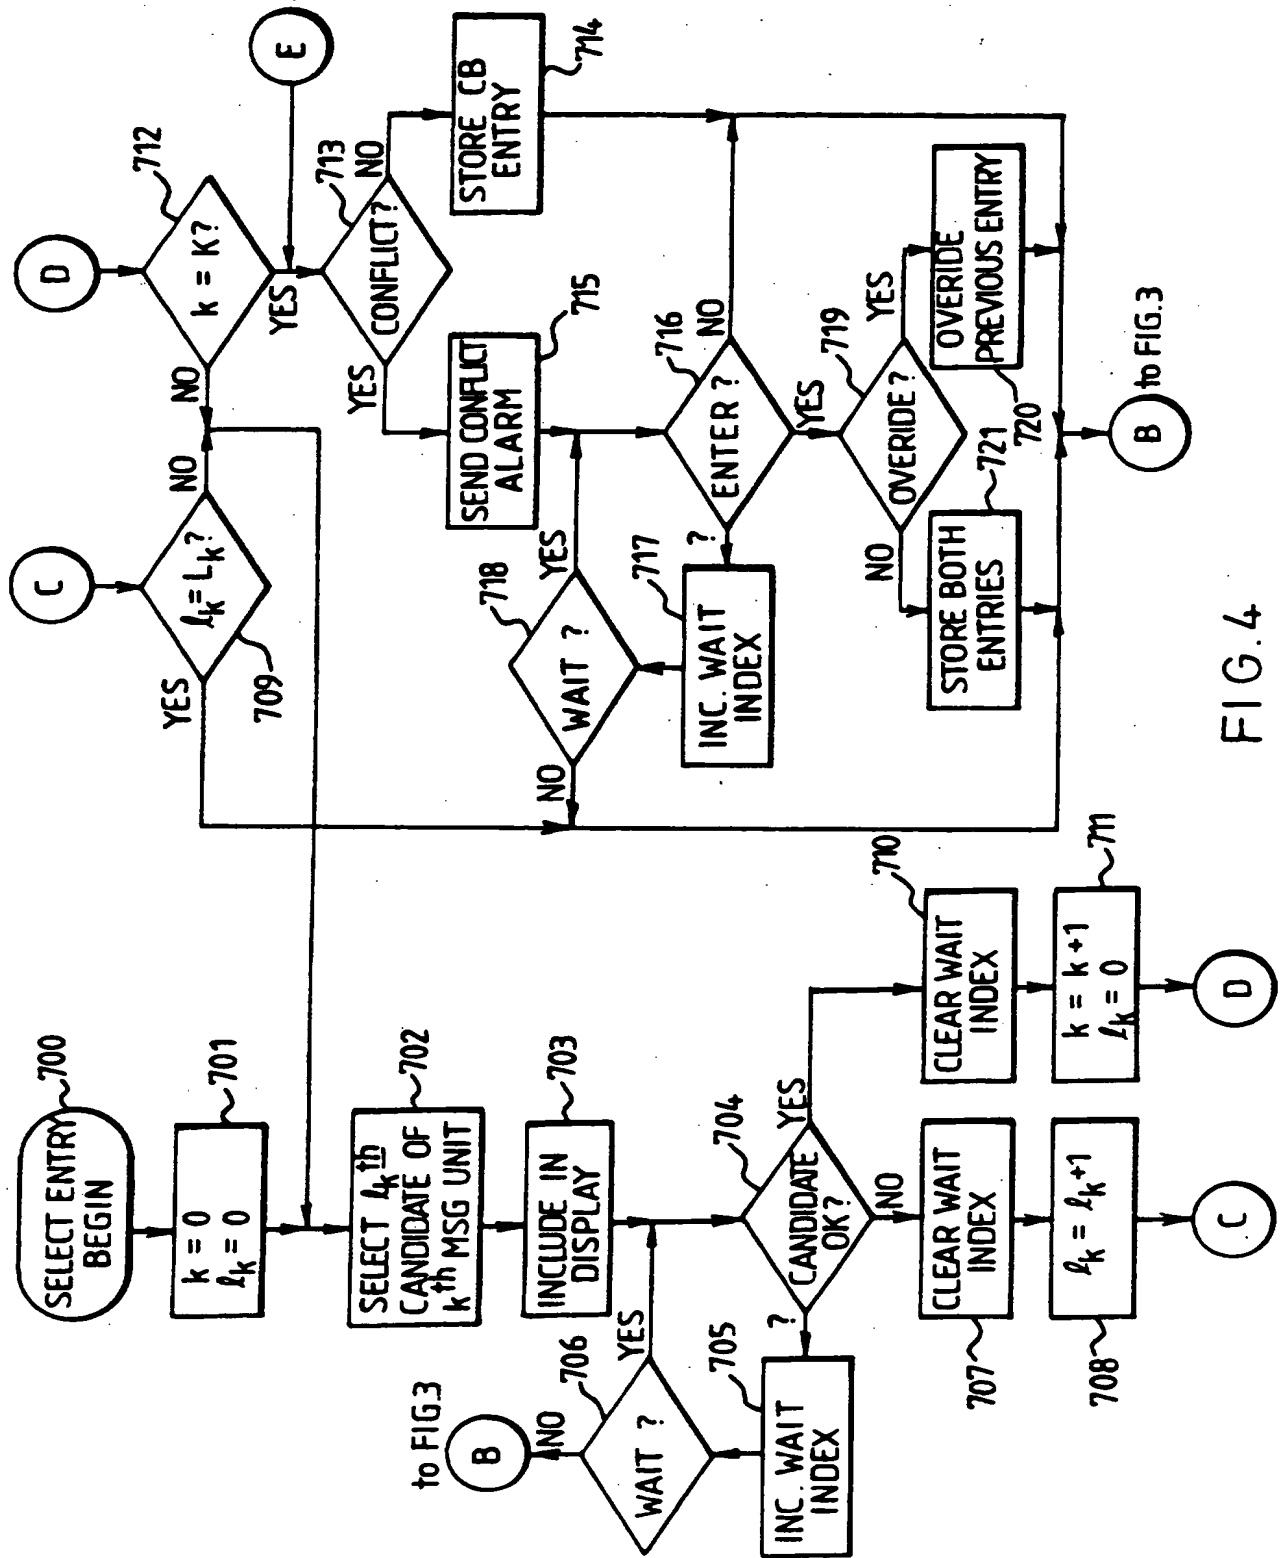 SELECT ENTRY
BEGIN
700
k = 0
ℓk = 0
701
SELECT ℓk th
CANDIDATE OF
k th MSG UNIT
702
INCLUDE IN
DISPLAY
703
CANDIDATE
OK?
704
YES
NO
?
INC. WAIT
INDEX
705
WAIT ?
706
YES
NO
B
to FIG.3
CLEAR WAIT
INDEX
707
ℓk = ℓk+1
708
C
CLEAR WAIT
INDEX
710
k = k+1
ℓk = 0
711
D
C
ℓk = Lk?
709
YES
NO
D
k = K?
712
NO
YES
E
CONFLICT?
713
YES
NO
STORE CB
ENTRY
714
SEND CONFLICT
ALARM
715
ENTER ?
716
NO
YES
?
INC. WAIT
INDEX
717
WAIT ?
718
YES
NO
OVERRIDE?
719
YES
NO
OVERRIDE
PREVIOUS ENTRY
720
STORE BOTH
ENTRIES
721
B
to FIG.3
FIG.4